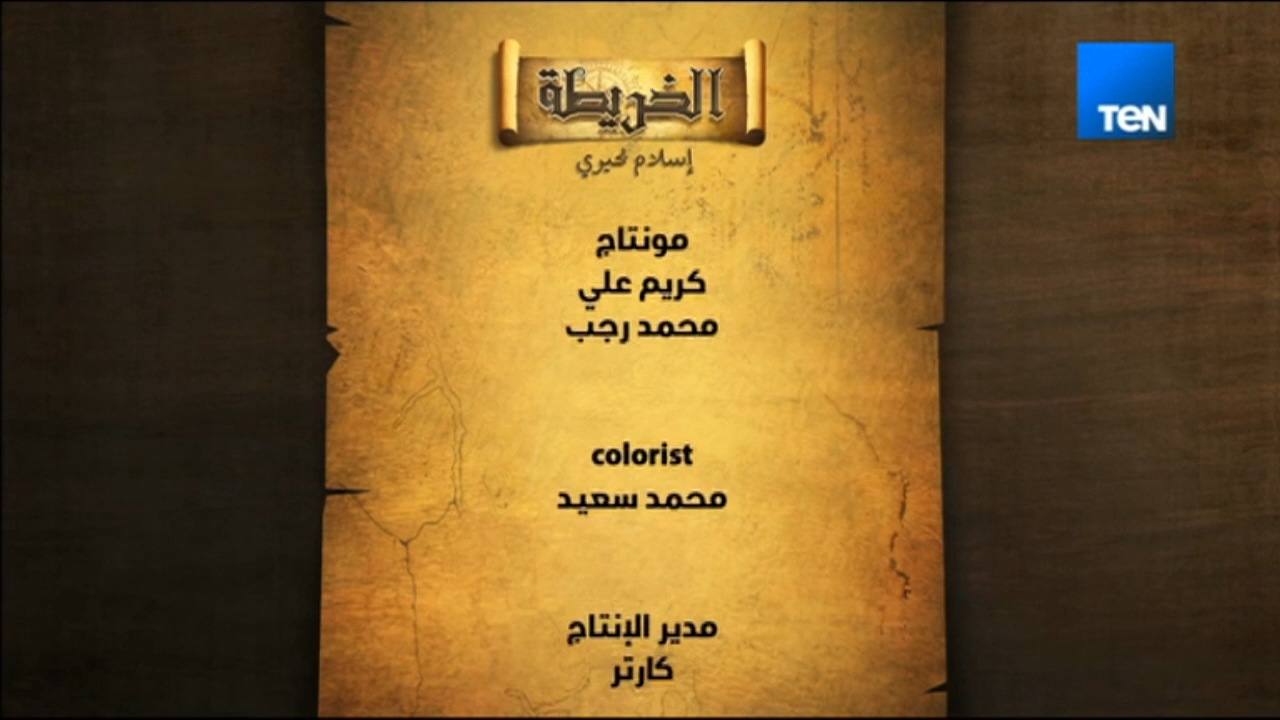 الخريطة
إسلام بحيري
TeN
مونتاج
كريم علي
محمد رجب
colorist
محمد سعيد
مدير الإنتاج
كارتر